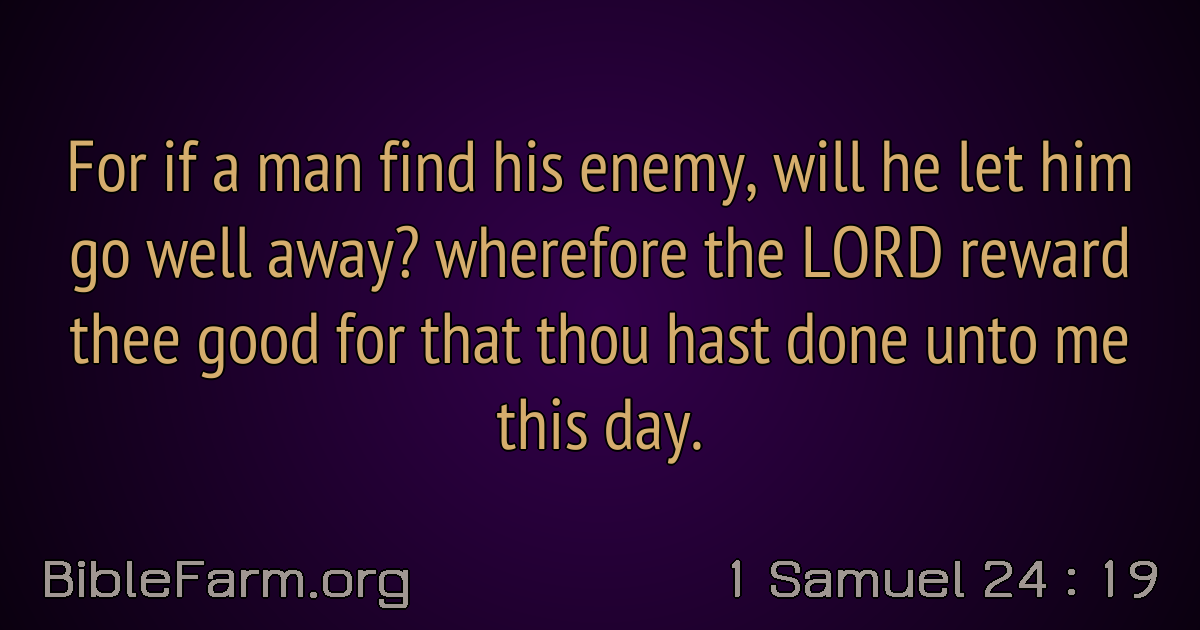 For if a man find his enemy, will he let him
go well away? wherefore the LORD reward
thee good for that thou hast done unto me
this day.
BibleFarm.org
1 Samuel 24 : 19